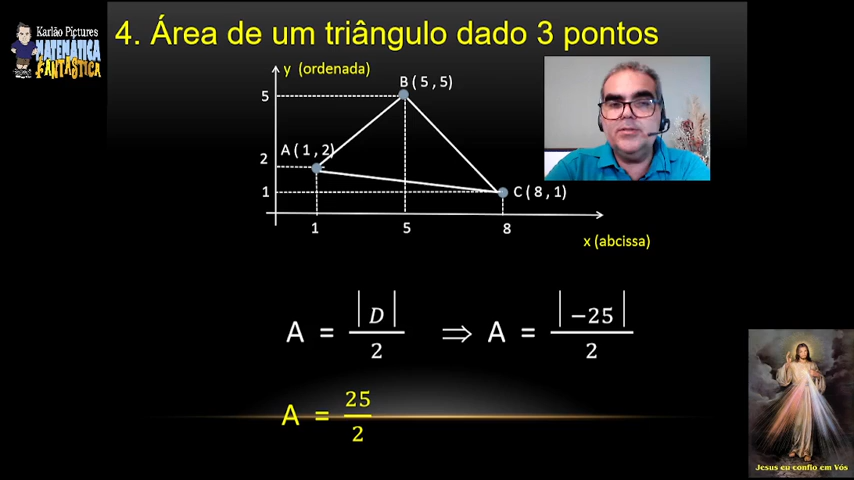 Karlão Pictures
MATEMÁTICA
FANTÁSTICA
4. Área de um triângulo dado 3 pontos
y (ordenada)
B ( 5 , 5)
5
A ( 1 , 2)
2
1
C ( 8 , 1)
1 5 8
x (abcissa)
A = |D| / 2 ⟹ A = |−25| / 2
A = 25 / 2
Jesus eu confio em Vós